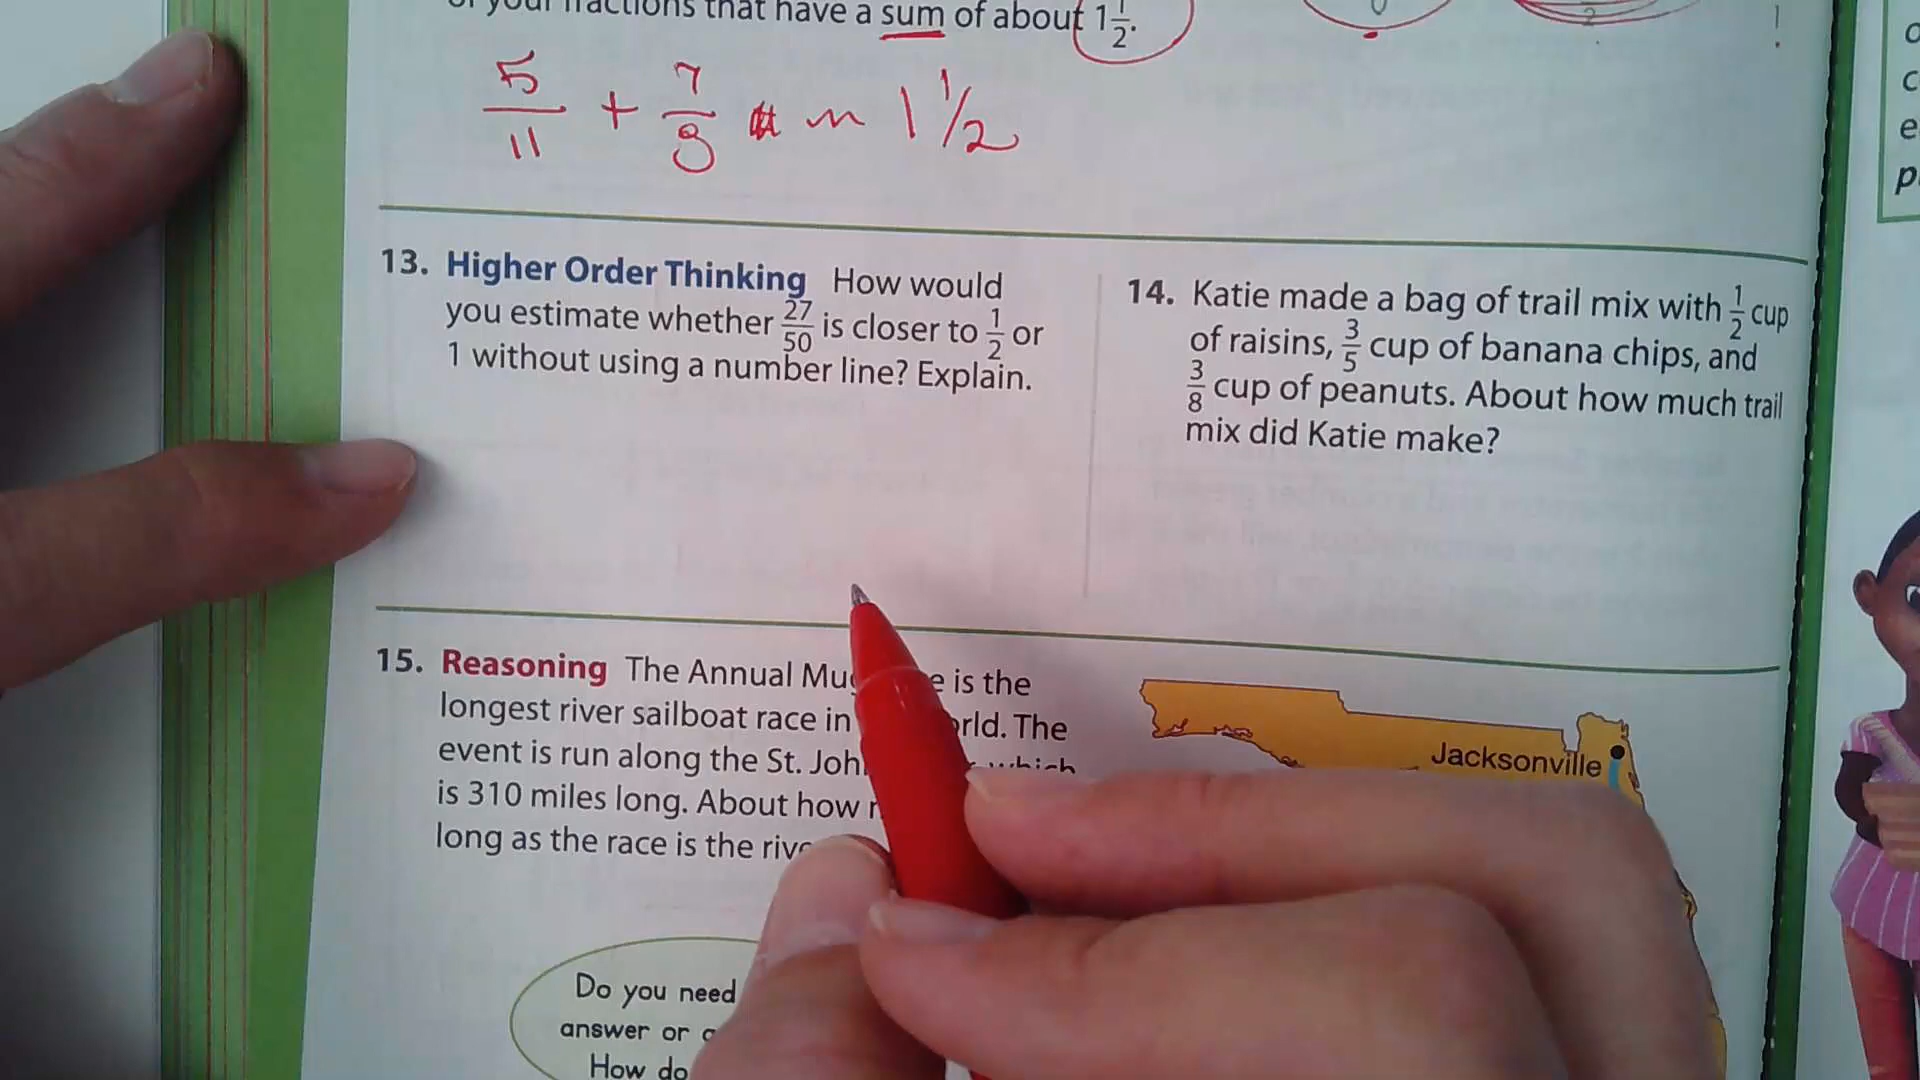 of your fractions that have a sum of about 1 1/2.
5/11 + 7/8 ~ 1 1/2
13. Higher Order Thinking How would
you estimate whether 27/50 is closer to 1/2 or
1 without using a number line? Explain.
14. Katie made a bag of trail mix with 1/2 cup
of raisins, 3/5 cup of banana chips, and
3/8 cup of peanuts. About how much trail
mix did Katie make?
15. Reasoning The Annual is the
longest river sailboat race in The
event is run along the St. which
is 310 miles long. About how
long as the race is the
Jacksonville
Do you need
answer or
How do